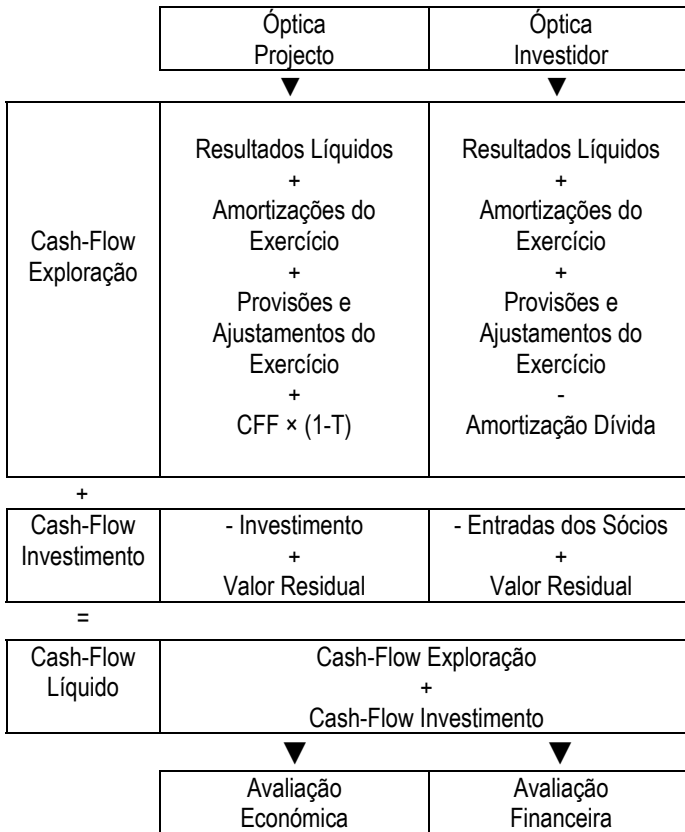 Óptica
Projecto
Óptica
Investidor
▼
▼
Cash-Flow
Exploração
Resultados Líquidos
+
Amortizações do
Exercício
+
Provisões e
Ajustamentos do
Exercício
+
CFF × (1-T)
Resultados Líquidos
+
Amortizações do
Exercício
+
Provisões e
Ajustamentos do
Exercício
-
Amortização Dívida
+
Cash-Flow
Investimento
- Investimento
+
Valor Residual
- Entradas dos Sócios
+
Valor Residual
=
Cash-Flow
Líquido
Cash-Flow Exploração
+
Cash-Flow Investimento
▼
▼
Avaliação
Económica
Avaliação
Financeira